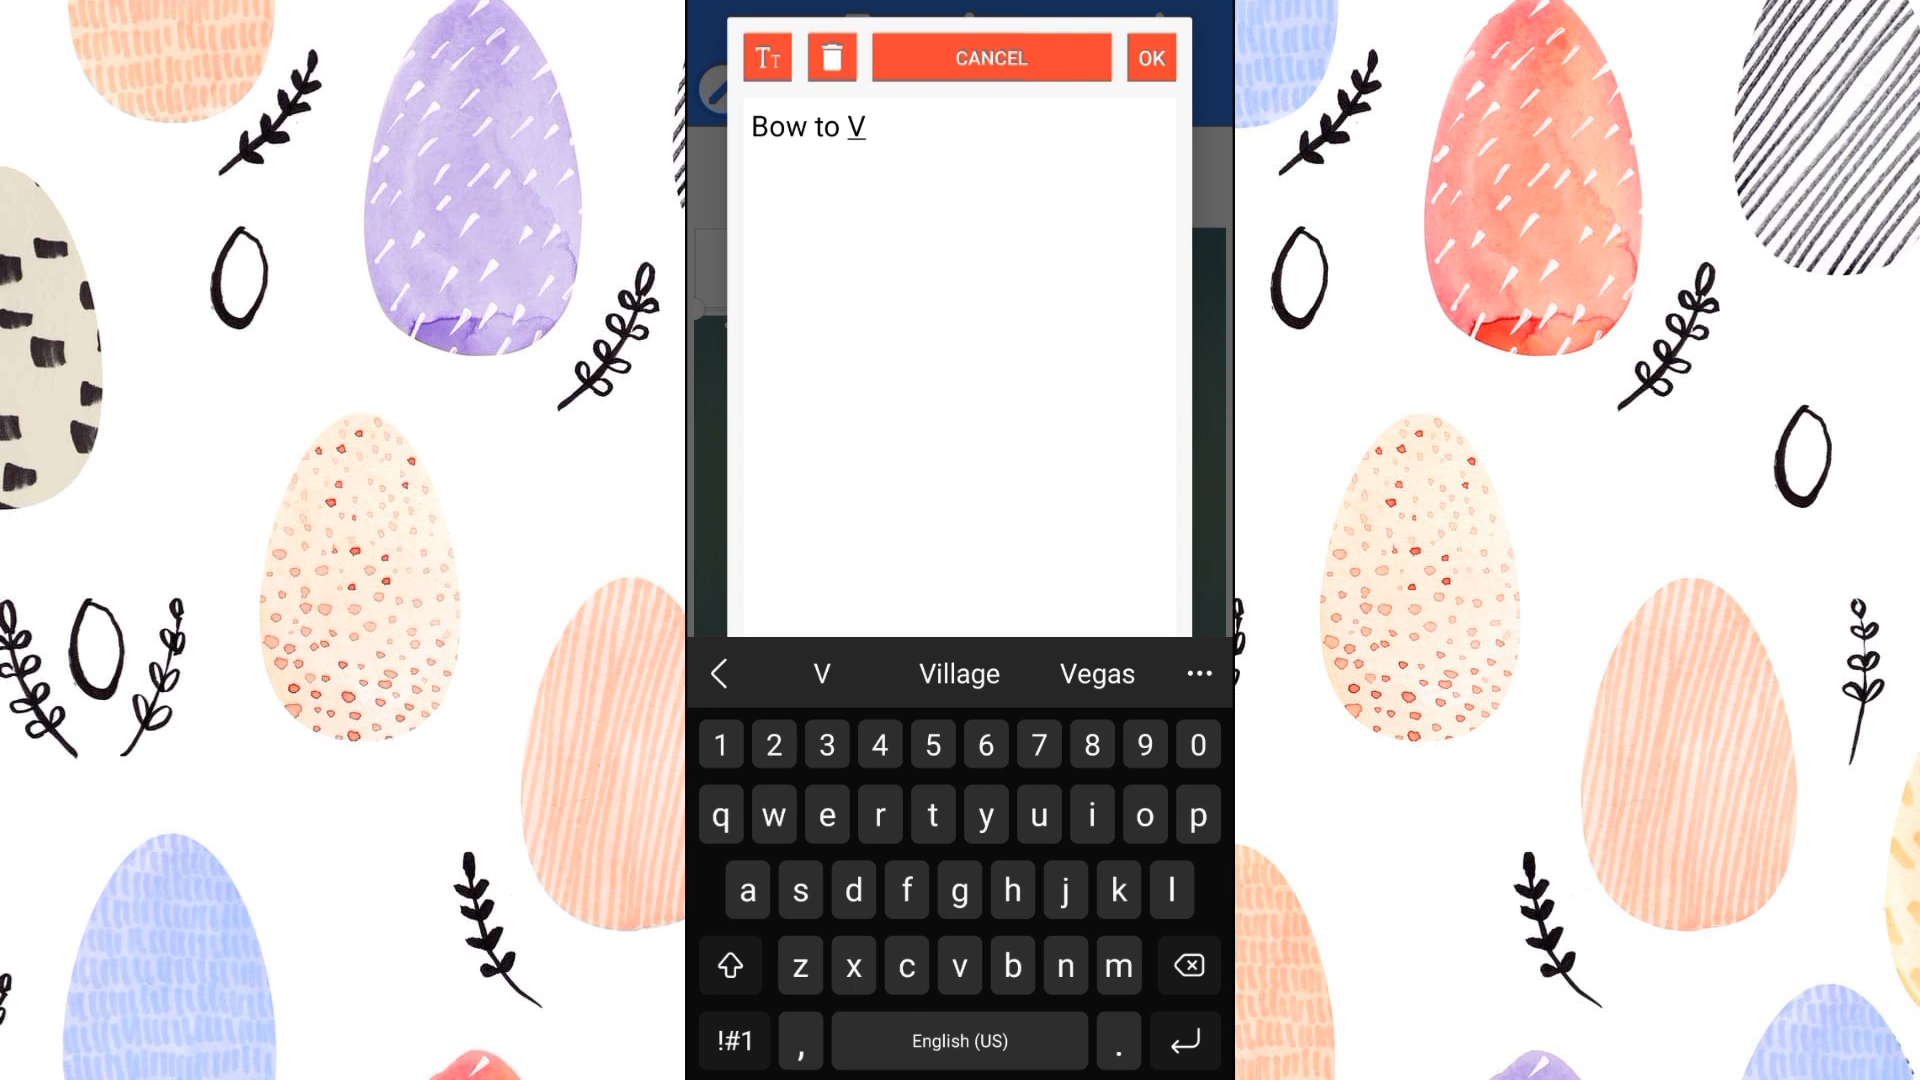 Tт CANCEL OK
Bow to V
V Village Vegas ...
1 2 3 4 5 6 7 8 9 0
q w e r t y u i o p
a s d f g h j k l
z x c v b n m
!#1 , English (US) .